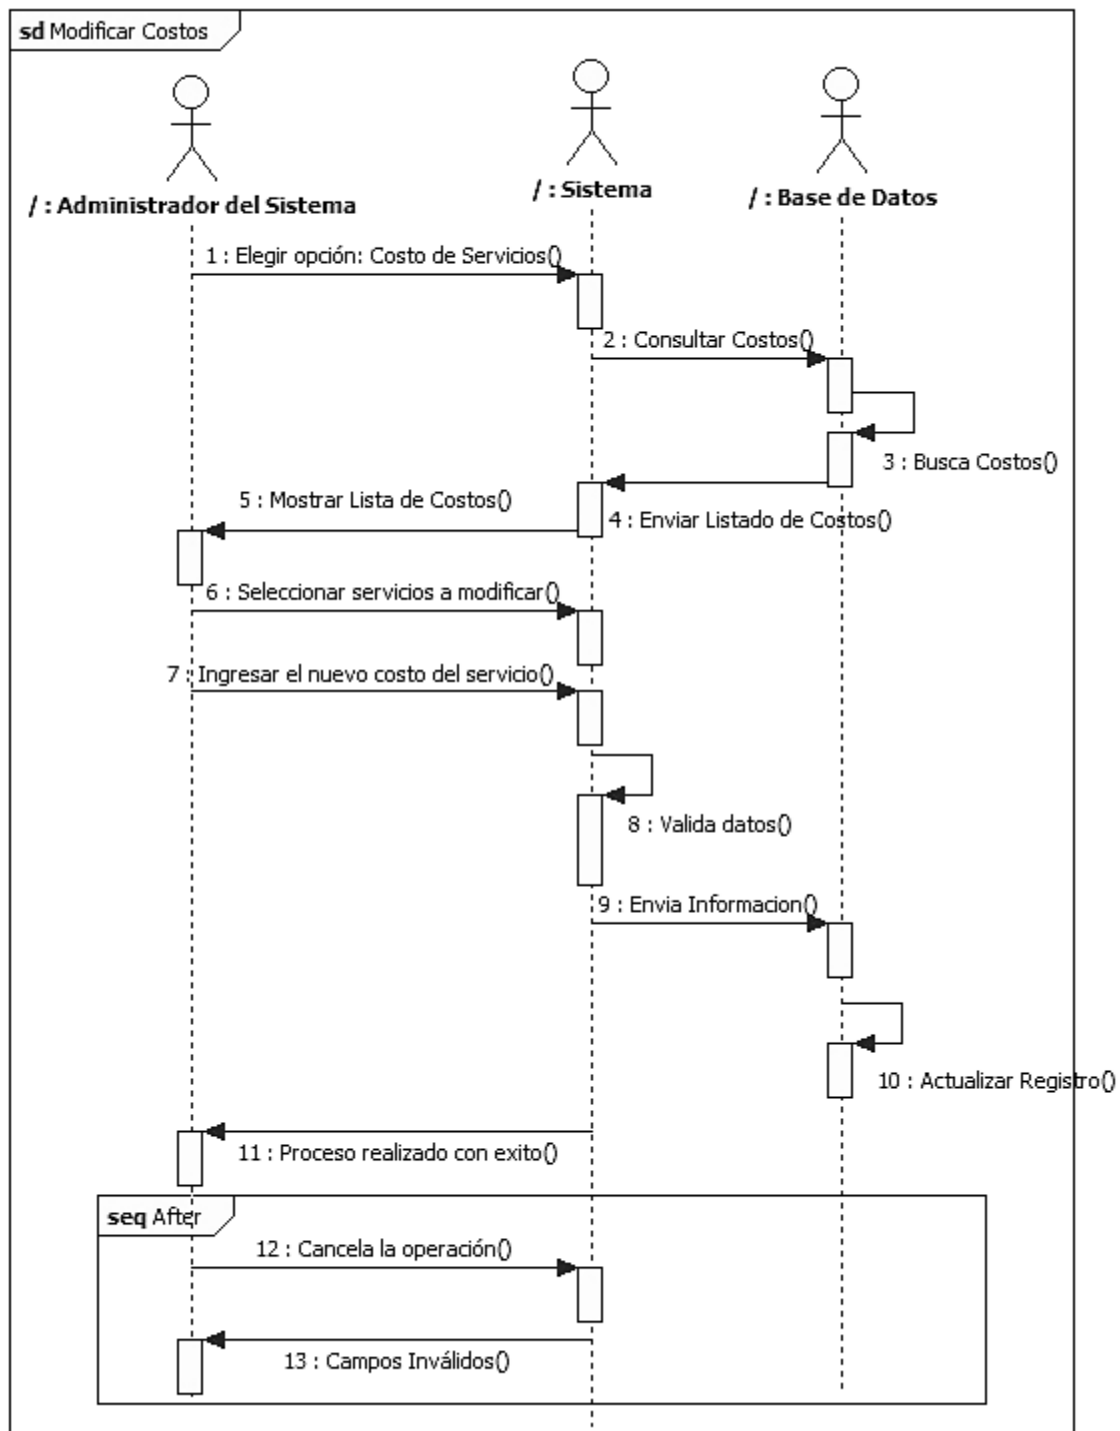 sd Modificar Costos
/ : Administrador del Sistema
/ : Sistema
/ : Base de Datos
1 : Elegir opción: Costo de Servicios()
2 : Consultar Costos()
3 : Busca Costos()
4 : Enviar Listado de Costos()
5 : Mostrar Lista de Costos()
6 : Seleccionar servicios a modificar()
7 : Ingresar el nuevo costo del servicio()
8 : Valida datos()
9 : Envia Informacion()
10 : Actualizar Registro()
11 : Proceso realizado con exito()
seq After
12 : Cancela la operación()
13 : Campos Inválidos()